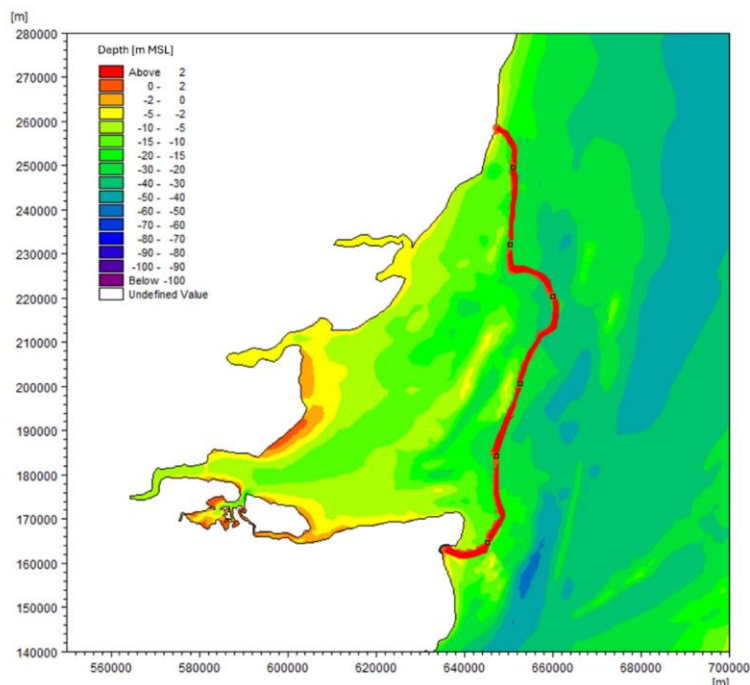 [m]
280000
270000
260000
250000
240000
230000
220000
210000
200000
190000
180000
170000
160000
150000
140000
Depth [m MSL]
Above 2
0 - 2
-2 - 0
-5 - -2
-10 - -5
-15 - -10
-20 - -15
-30 - -20
-40 - -30
-50 - -40
-60 - -50
-70 - -60
-80 - -70
-90 - -80
-100 - -90
Below -100
Undefined Value
560000 580000 600000 620000 640000 660000 680000 700000
[m]